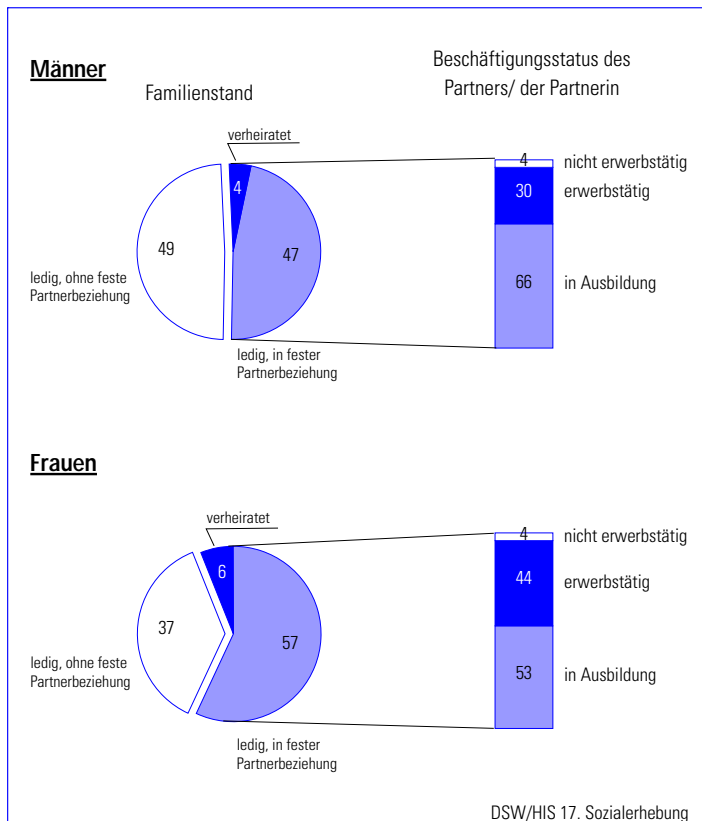 Männer
Familienstand
Beschäftigungsstatus des
Partners/ der Partnerin
verheiratet
4
49
47
ledig, ohne feste
Partnerbeziehung
ledig, in fester
Partnerbeziehung
4 nicht erwerbstätig
30 erwerbstätig
66 in Ausbildung
Frauen
verheiratet
6
37
57
ledig, ohne feste
Partnerbeziehung
ledig, in fester
Partnerbeziehung
4 nicht erwerbstätig
44 erwerbstätig
53 in Ausbildung
DSW/HIS 17. Sozialerhebung